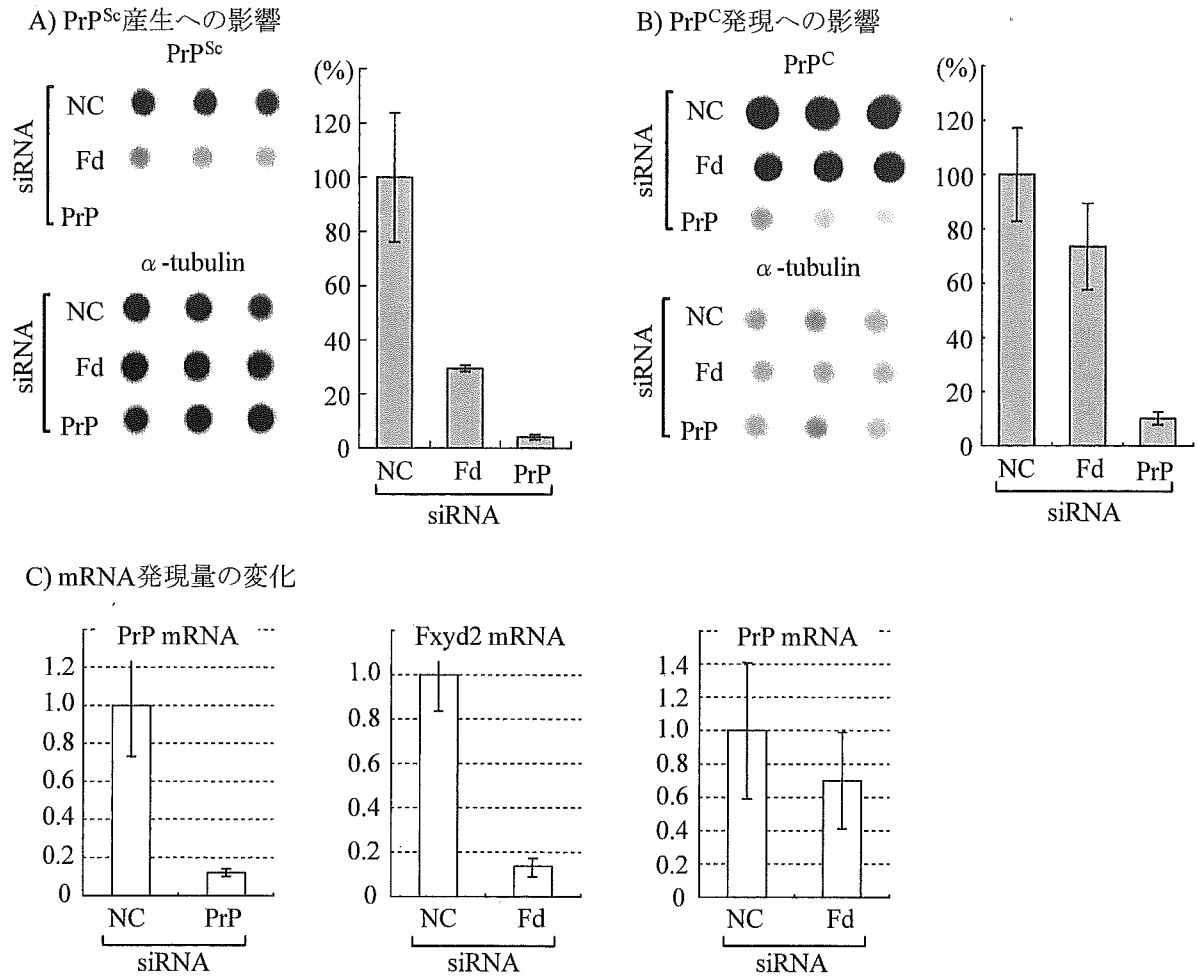 A) PrP^Sc産生への影響
PrP^Sc
siRNA
NC
Fd
PrP
α-tubulin
siRNA
NC
Fd
PrP
(%)
120
100
80
60
40
20
0
NC Fd PrP
siRNA
B) PrP^C発現への影響
PrP^C
siRNA
NC
Fd
PrP
α-tubulin
siRNA
NC
Fd
PrP
(%)
120
100
80
60
40
20
0
NC Fd PrP
siRNA
C) mRNA発現量の変化
PrP mRNA
1.2
1.0
0.8
0.6
0.4
0.2
0
NC PrP
siRNA
Fxyd2 mRNA
1.0
0.8
0.6
0.4
0.2
0
NC Fd
siRNA
PrP mRNA
1.4
1.2
1.0
0.8
0.6
0.4
0.2
0
NC Fd
siRNA